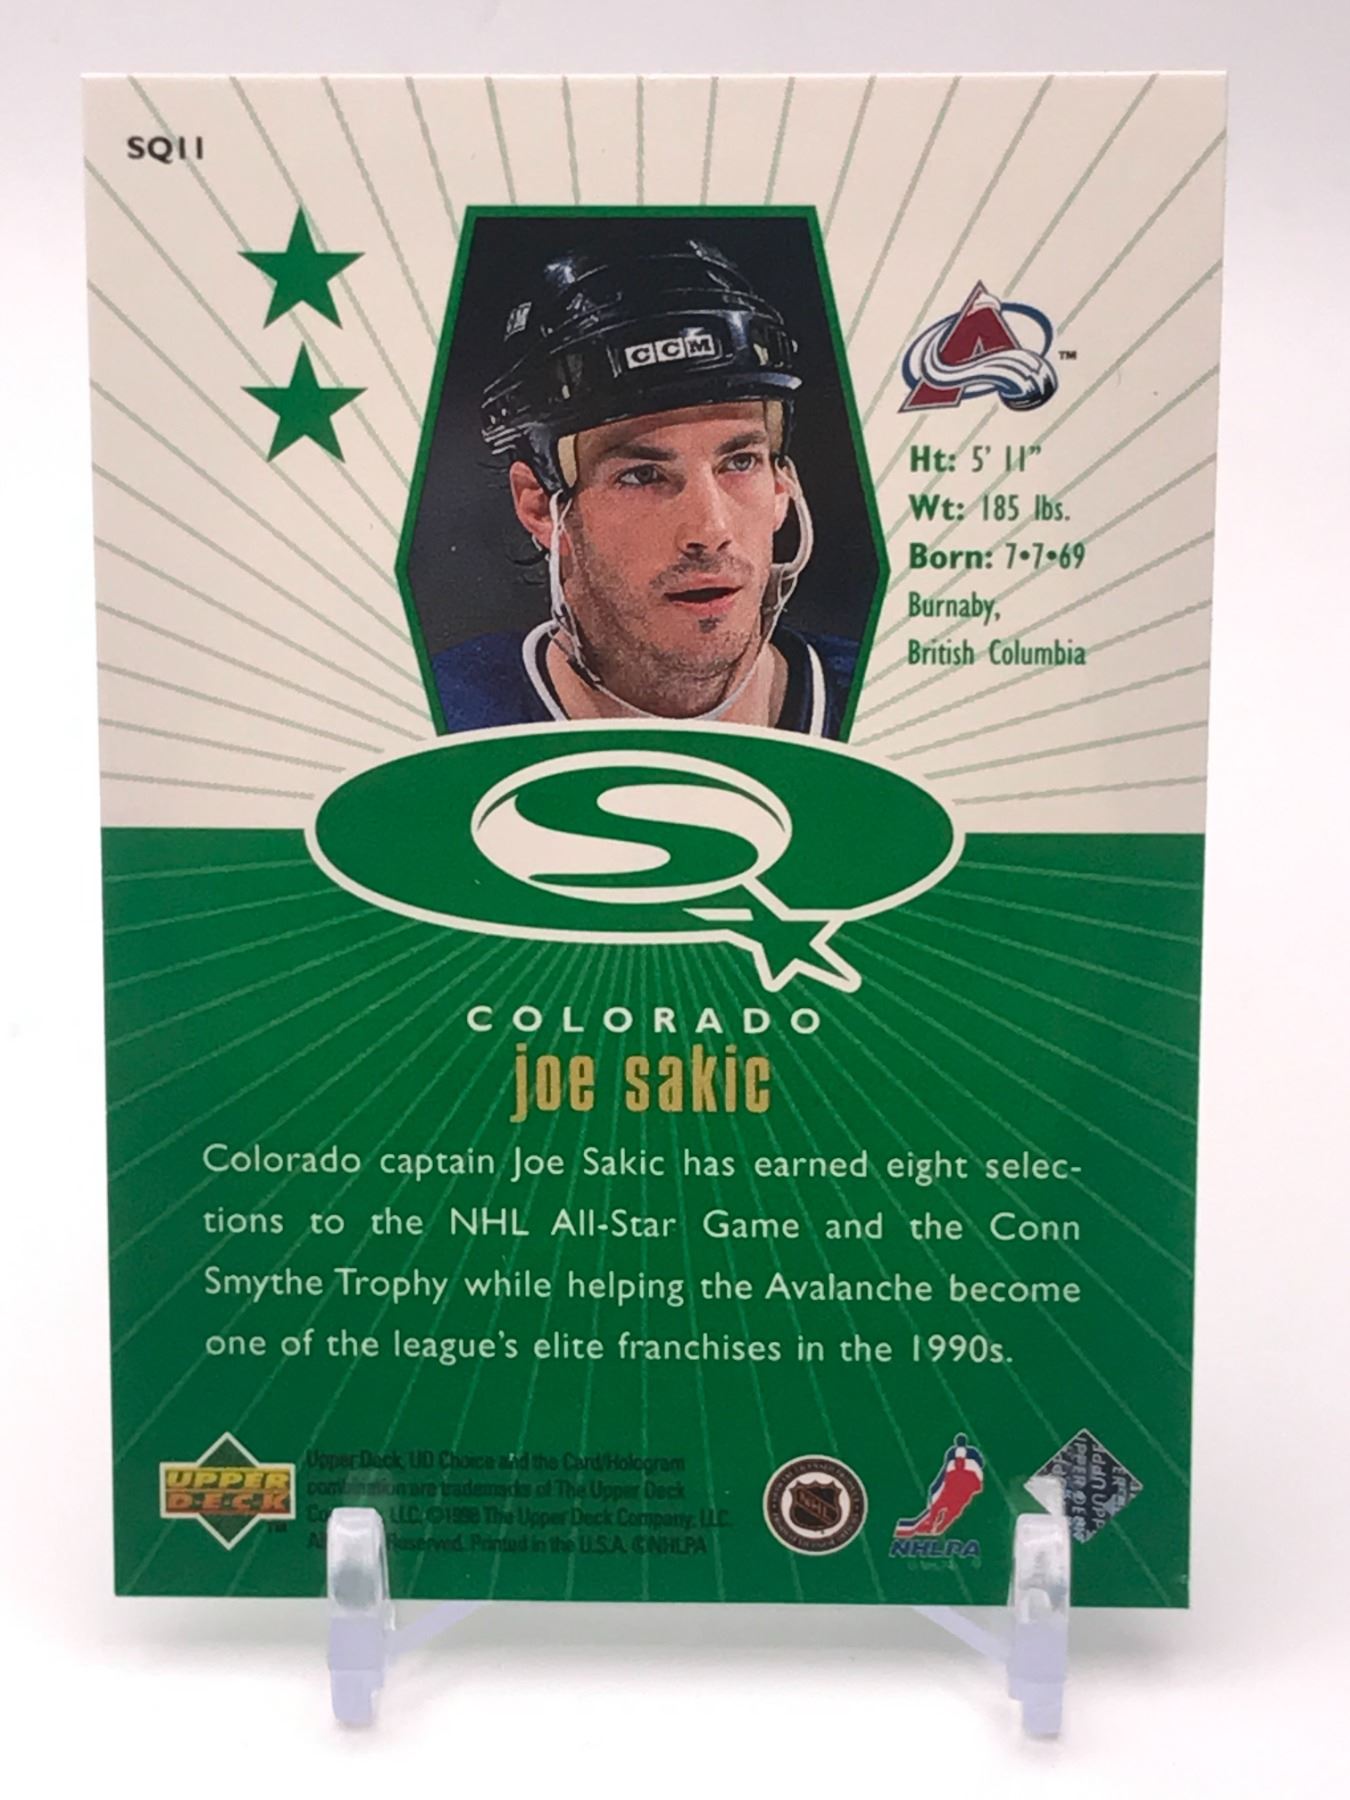 SQ11
CCM
TM
Ht: 5' 11"
Wt: 185 lbs.
Born: 7•7•69
Burnaby,
British Columbia
S
COLORADO
joe sakic
Colorado captain Joe Sakic has earned eight selec-
tions to the NHL All-Star Game and the Conn
Smythe Trophy while helping the Avalanche become
one of the league's elite franchises in the 1990s.
UPPER
DECK
TM
Upper Deck, UD Choice and the Card/Hologram
combination are trademarks of The Upper Deck
LLC. ©1998 The Upper Deck Company, LLC.
Reserved. Printed in the U.S.A. ©NHLPA
NHL
NHLPA